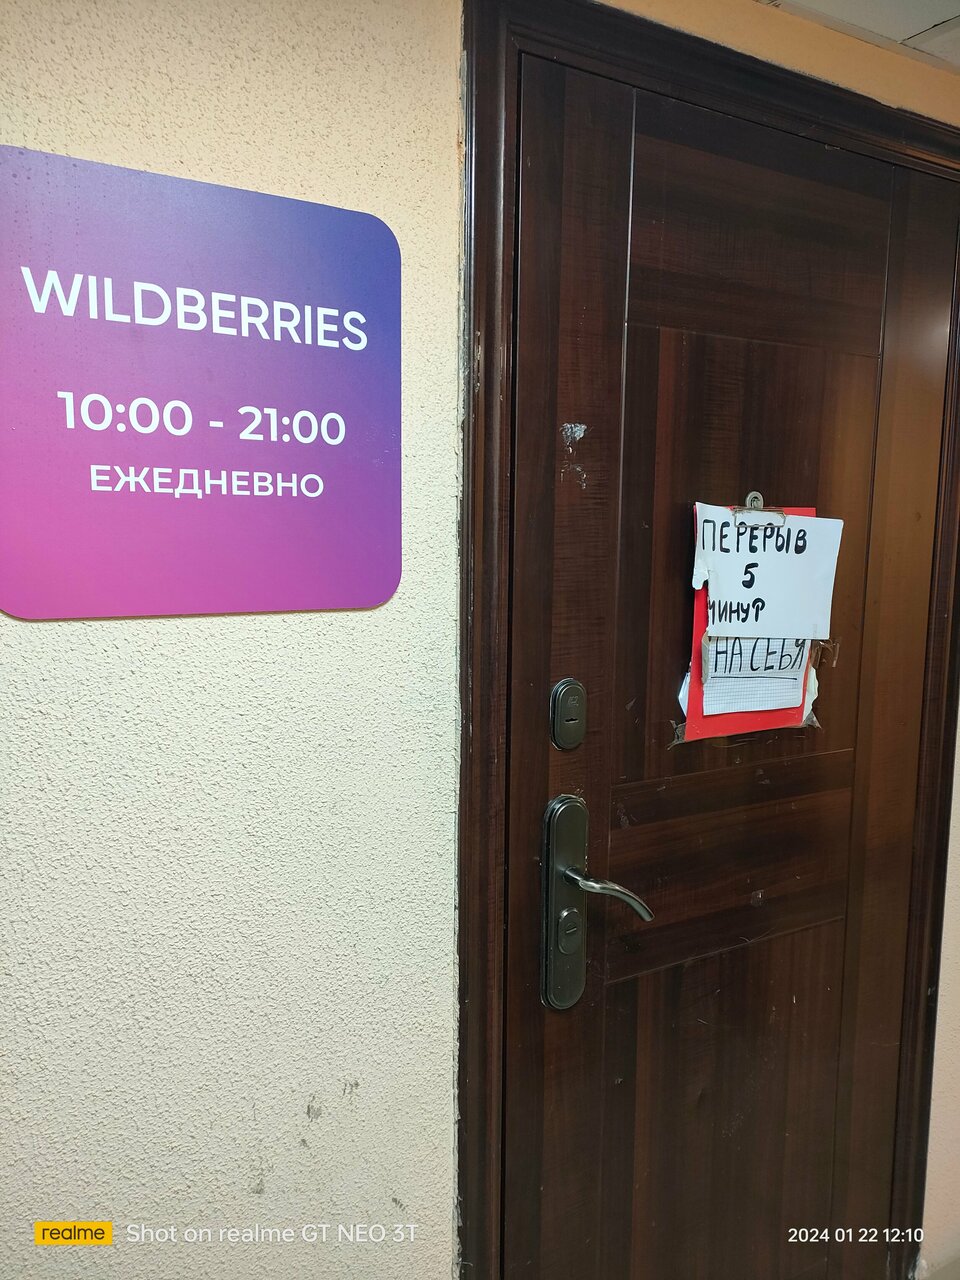 WILDBERRIES
10:00 - 21:00
ЕЖЕДНЕВНО
ПЕРЕРЫВ
5
МИНУТ
НА СЕБЯ
realme Shot on realme GT NEO 3T
2024 01 22 12:10